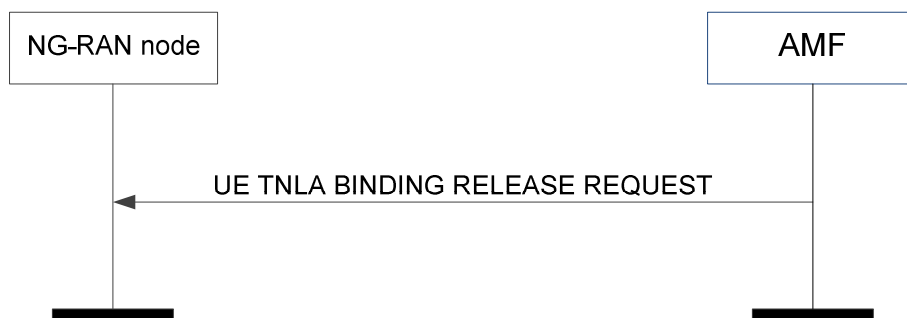 NG-RAN node
AMF
UE TNLA BINDING RELEASE REQUEST